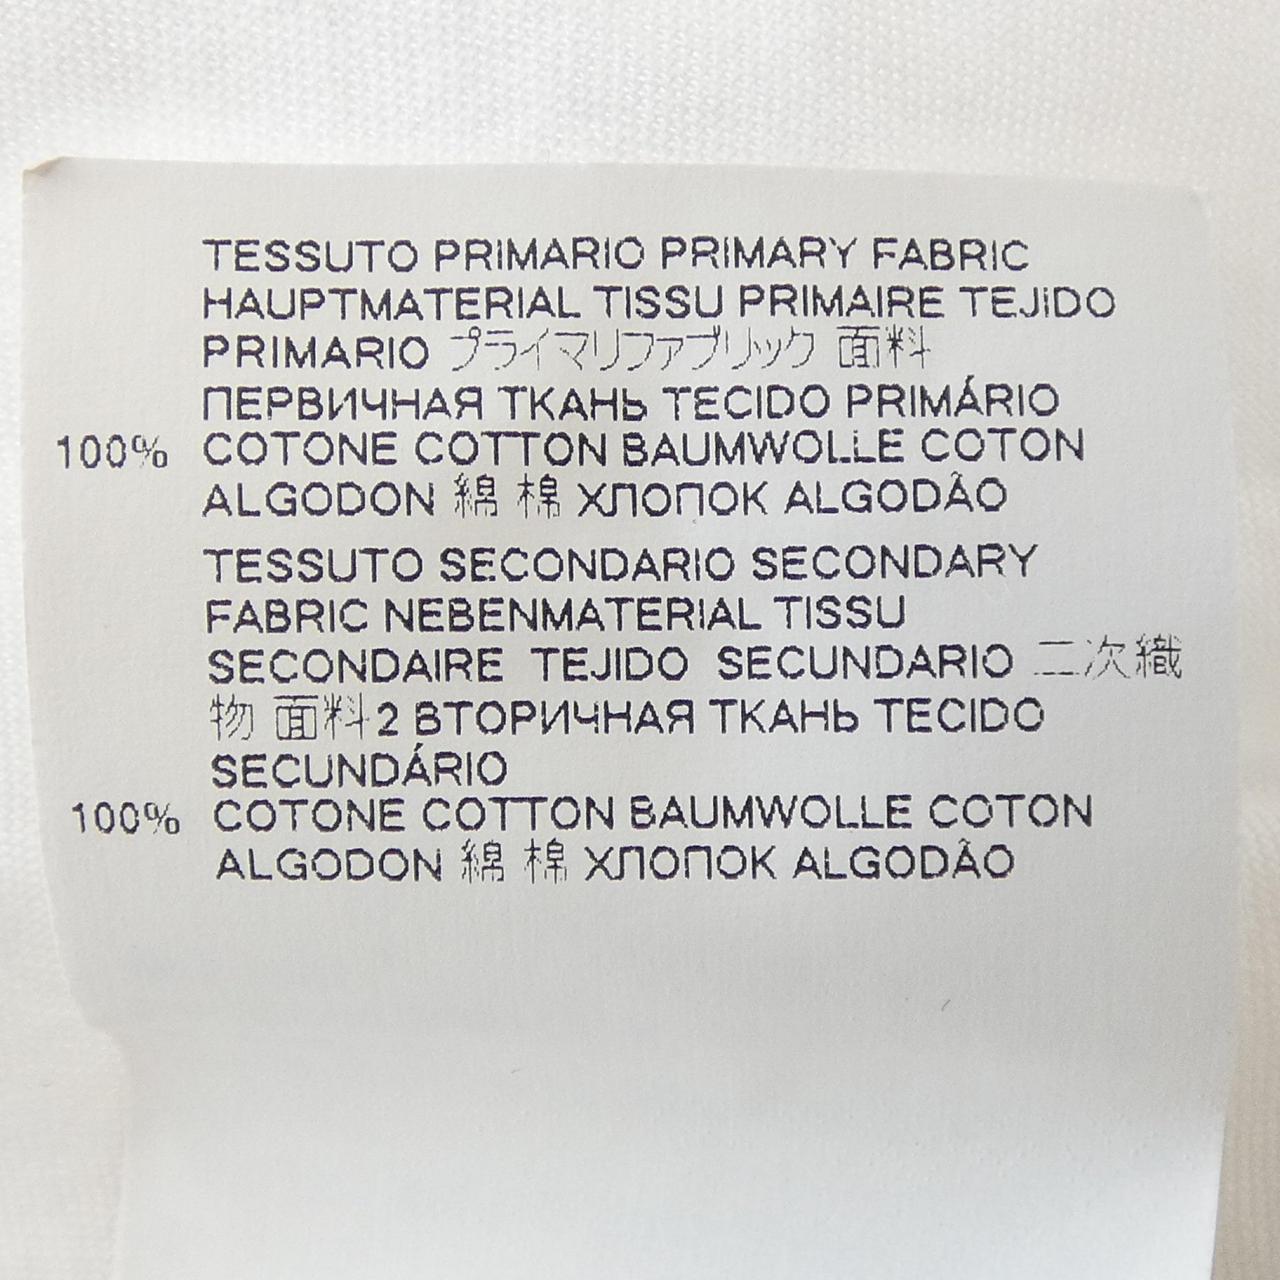 TESSUTO PRIMARIO PRIMARY FABRIC
HAUPTMATERIAL TISSU PRIMAIRE TEJIDO
PRIMARIO プライマリファブリック 面料
ПЕРВИЧНАЯ ТКАНЬ TECIDO PRIMÁRIO
100% COTONE COTTON BAUMWOLLE COTON
ALGODON 綿 棉 ХЛОПОК ALGODÂO
TESSUTO SECONDARIO SECONDARY
FABRIC NEBENMATERIAL TISSU
SECONDAIRE TEJIDO SECUNDARIO 二次織
物 面料2 ВТОРИЧНАЯ ТКАНЬ TECIDO
SECUNDÁRIO
100% COTONE COTTON BAUMWOLLE COTON
ALGODON 綿 棉 ХЛОПОК ALGODÂO